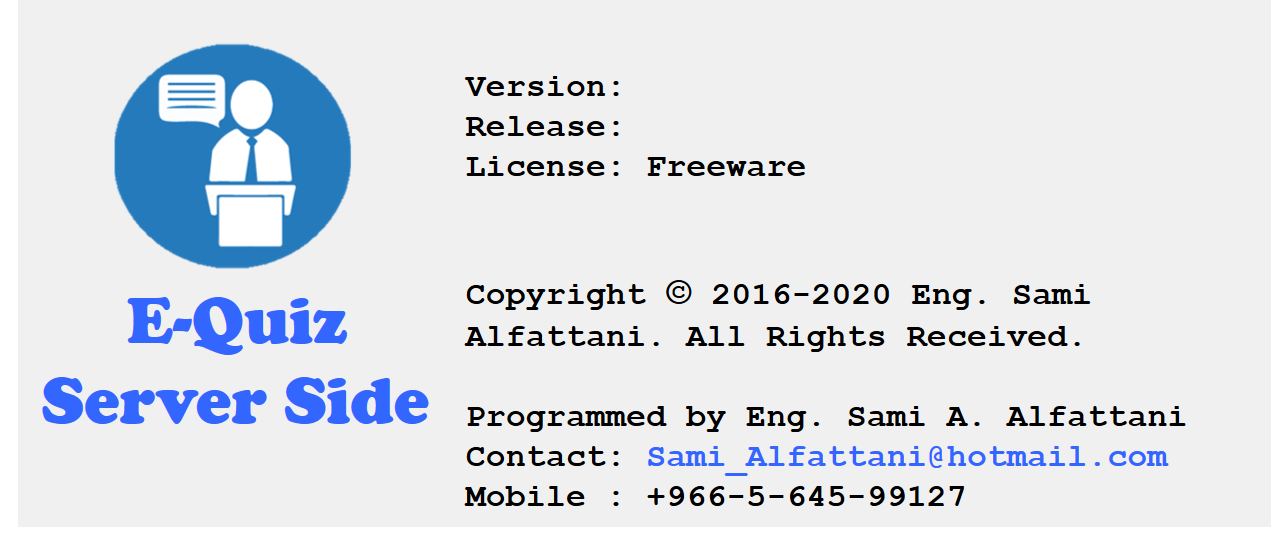 E-Quiz
Server Side
Version:
Release:
License: Freeware
Copyright © 2016-2020 Eng. Sami
Alfattani. All Rights Received.
Programmed by Eng. Sami A. Alfattani
Contact: Sami_Alfattani@hotmail.com
Mobile : +966-5-645-99127